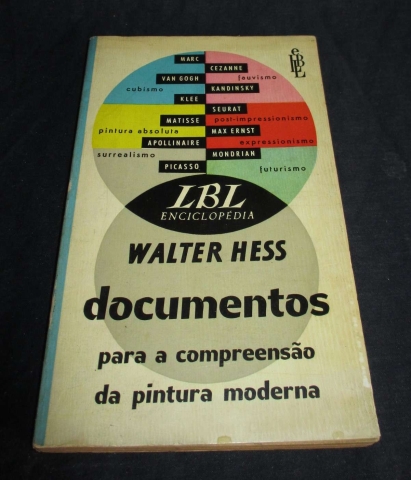 MARC
CEZANNE
VAN GOGH
fauvismo
cubismo
KANDINSKY
KLEE
SEURAT
MATISSE
post-impressionismo
pintura absoluta
MAX ERNST
APOLLINAIRE
expressionismo
surrealismo
MONDRIAN
PICASSO
futurismo
LBL
ENCICLOPÉDIA
WALTER HESS
documentos
para a compreensão
da pintura moderna